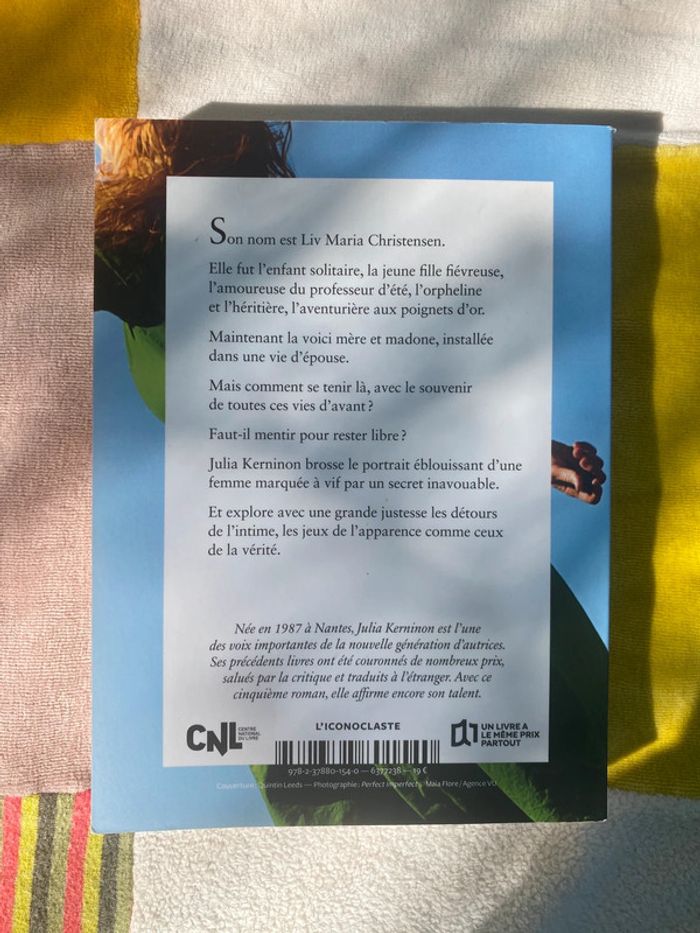 Son nom est Liv Maria Christensen.
Elle fut l’enfant solitaire, la jeune fille fiévreuse,
l’amoureuse du professeur d’été, l’orpheline
et l’héritière, l’aventurière aux poignets d’or.
Maintenant la voici mère et madone, installée
dans une vie d’épouse.
Mais comment se tenir là, avec le souvenir
de toutes ces vies d’avant ?
Faut-il mentir pour rester libre ?
Julia Kerninon brosse le portrait éblouissant d’une
femme marquée à vif par un secret inavouable.
Et explore avec une grande justesse les détours
de l’intime, les jeux de l’apparence comme ceux
de la vérité.
Née en 1987 à Nantes, Julia Kerninon est l’une
des voix importantes de la nouvelle génération d’autrices.
Ses précédents livres ont été couronnés de nombreux prix,
salués par la critique et traduits à l’étranger. Avec ce
cinquième roman, elle affirme encore son talent.
CNL CENTRE
NATIONAL
DU LIVRE
L’ICONOCLASTE
UN LIVRE A
LE MÊME PRIX
PARTOUT
978-2-37880-154-0 — 6377238 — 19 €
Couverture : Quintin Leeds — Photographie : Perfect imperfect © Maia Flore / Agence VU